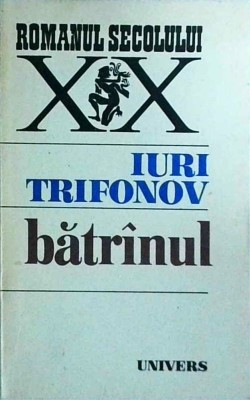 ROMANUL SECOLULUI
XX
IURI
TRIFONOV
bătrînul
UNIVERS